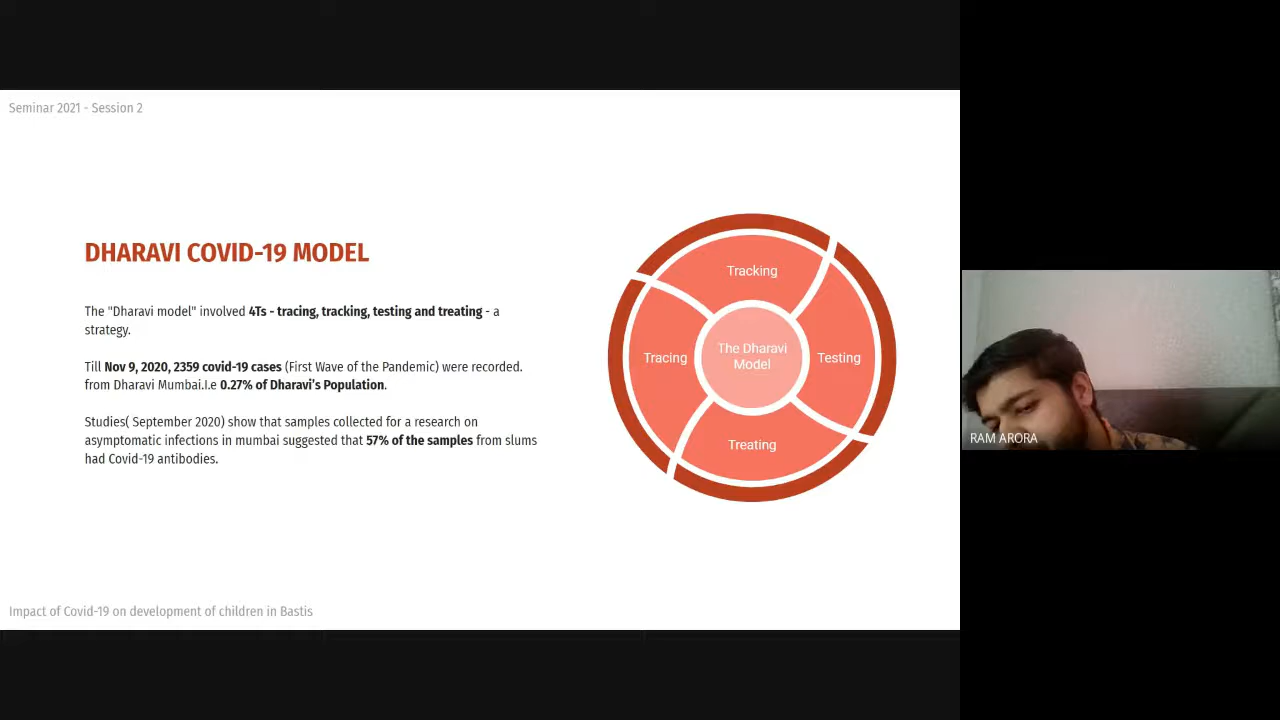 Seminar 2021 - Session 2
DHARAVI COVID-19 MODEL
The "Dharavi model" involved 4Ts - tracing, tracking, testing and treating - a
strategy.
Till Nov 9, 2020, 2359 covid-19 cases (First Wave of the Pandemic) were recorded.
from Dharavi Mumbai.I.e 0.27% of Dharavi's Population.
Studies( September 2020) show that samples collected for a research on
asymptomatic infections in mumbai suggested that 57% of the samples from slums
had Covid-19 antibodies.
Tracking
Tracing
The Dharavi
Model
Testing
Treating
RAM ARORA
Impact of Covid-19 on development of children in Bastis